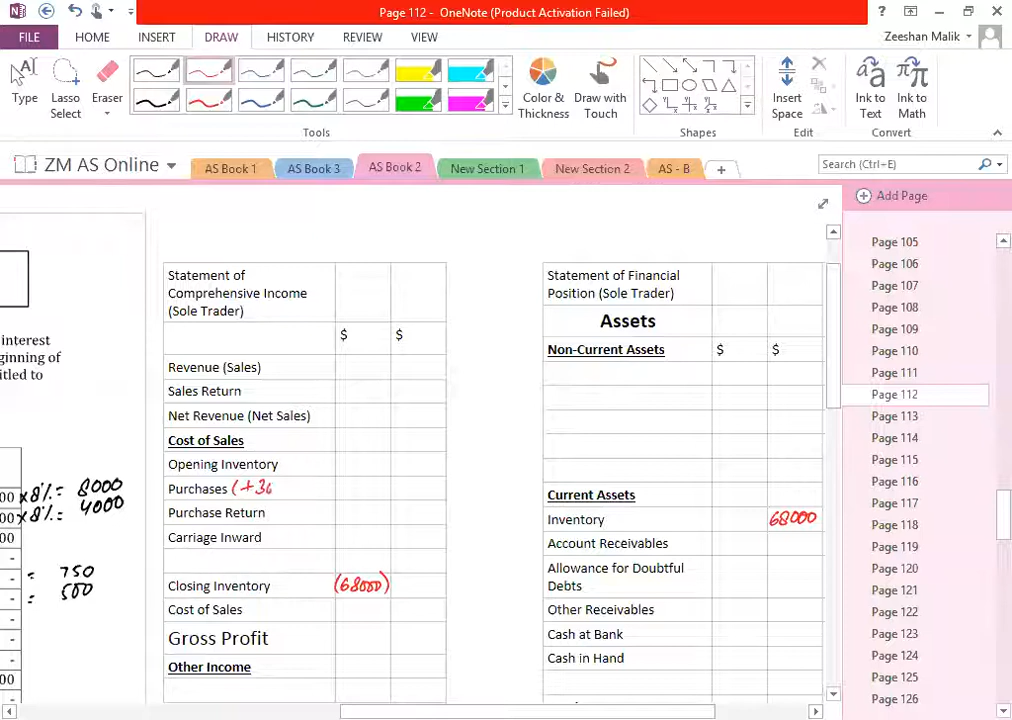 Page 112 - OneNote (Product Activation Failed)
FILE HOME INSERT DRAW HISTORY REVIEW VIEW Zeeshan Malik
Type Lasso Select Eraser Color & Thickness Draw with Touch Insert Space Ink to Text Ink to Math
Tools Shapes Edit Convert
ZM AS Online AS Book 1 AS Book 3 AS Book 2 New Section 1 New Section 2 AS - B Search (Ctrl+E)
Add Page
Page 105
Page 106
Page 107
Page 108
Page 109
Page 110
Page 111
Page 112
Page 113
Page 114
Page 115
Page 116
Page 117
Page 118
Page 119
Page 120
Page 121
Page 122
Page 123
Page 124
Page 125
Page 126
interest
ginning of
titled to
00 ×8%= 8000
00 ×8%= 4000
00
-
- = 750
- = 500
-
-
-
00
-
Statement of
Comprehensive Income
(Sole Trader)
$ $
Revenue (Sales)
Sales Return
Net Revenue (Net Sales)
Cost of Sales
Opening Inventory
Purchases (+36
Purchase Return
Carriage Inward
Closing Inventory (68000)
Cost of Sales
Gross Profit
Other Income
Statement of Financial
Position (Sole Trader)
Assets
Non-Current Assets $ $
Current Assets
Inventory 68000
Account Receivables
Allowance for Doubtful
Debts
Other Receivables
Cash at Bank
Cash in Hand